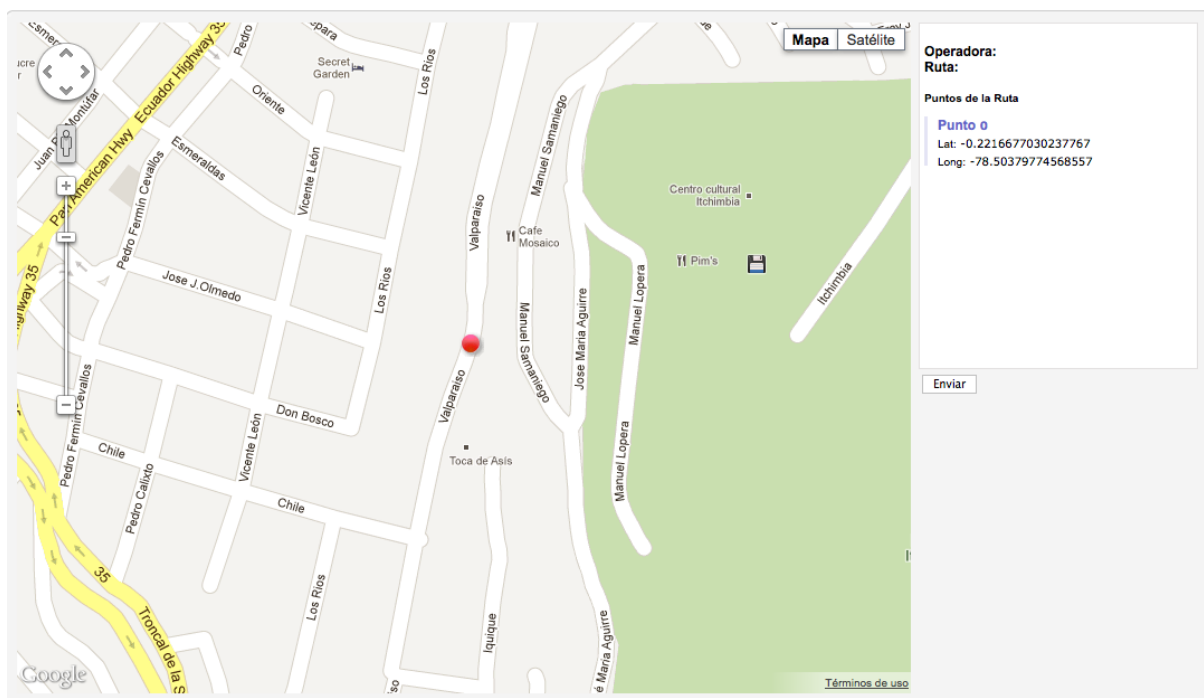 Esmeraldas
Pedro
Los Rios
Mapa
Satélite
Secret
Garden
Oriente
Juan
Montúfar
Pan American Hwy
Ecuador Highway 35
Esmeraldas
Vicente León
Manuel Samaniego
Pedro Fermín Cevallos
Valparaiso
Cafe
Mosaico
Centro cultural
Itchimbia
Pim's
Itchimbia
Jose J.Olmedo
Los Rios
Highway 35
Manuel Lopera
Manuel Samaniego
Jose Maria Aguirre
Valparaiso
Don Bosco
Pedro Fermín Cevallos
Chile
Vicente León
Toca de Asís
Manuel Lopera
Pedro Calixto
Chile
35
Los Rios
Troncal de la S
Iquique
é Maria Aguirre
Google
Términos de uso
Operadora:
Ruta:
Puntos de la Ruta
Punto 0
Lat: -0.2216677030237767
Long: -78.50379774568557
Enviar